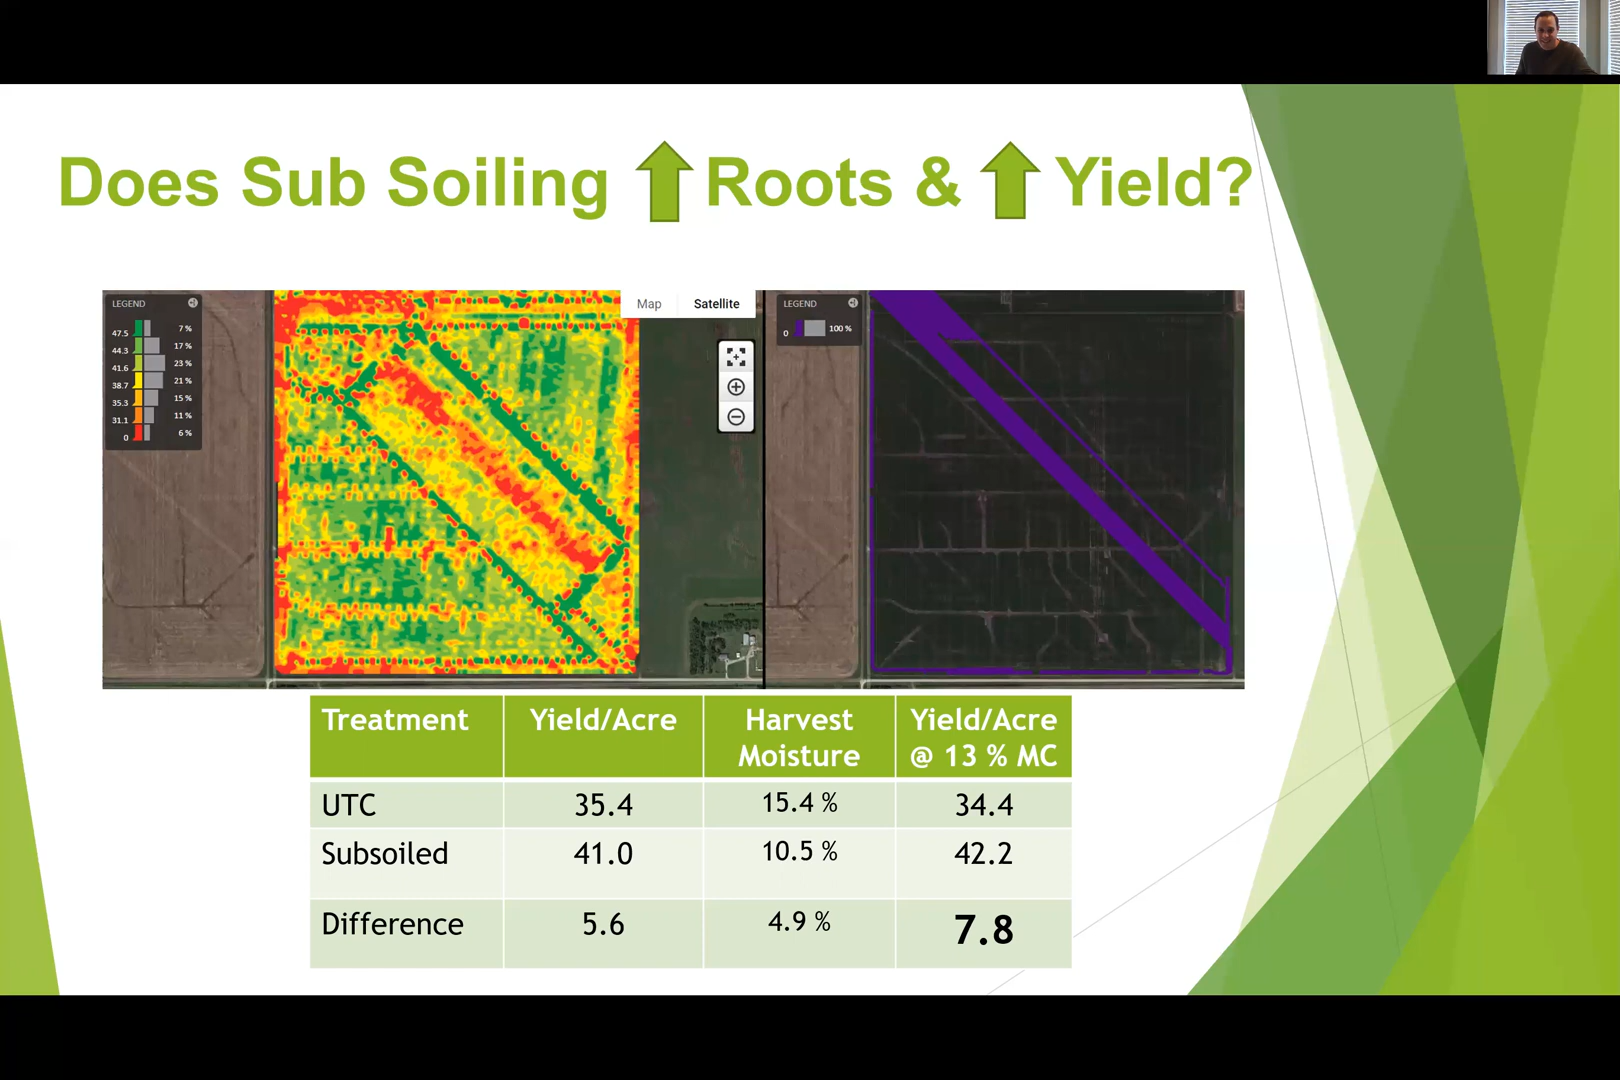 Does Sub Soiling Roots & Yield?
LEGEND
47.5 7 %
44.3 17 %
41.6 23 %
38.7 21 %
35.3 15 %
31.1 11 %
0 6 %
Map Satellite
LEGEND
0 100 %
Treatment Yield/Acre Harvest Moisture Yield/Acre @ 13 % MC
UTC 35.4 15.4 % 34.4
Subsoiled 41.0 10.5 % 42.2
Difference 5.6 4.9 % 7.8